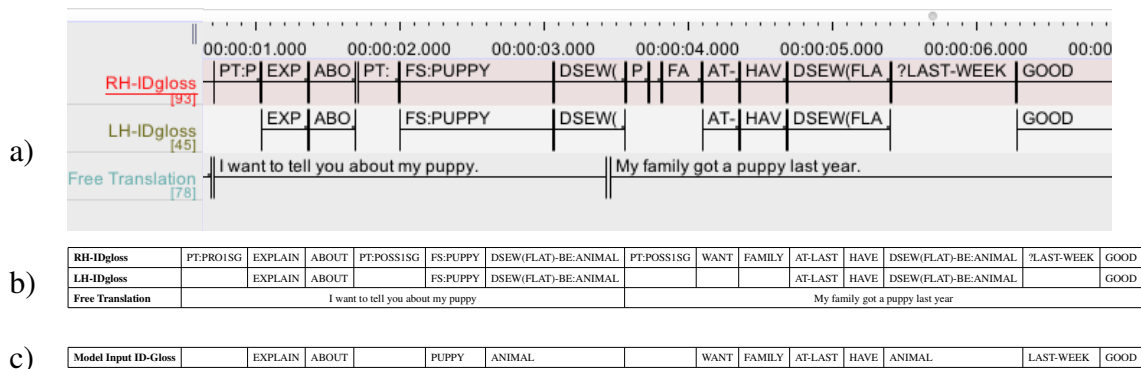 00:00:01.000 00:00:02.000 00:00:03.000 00:00:04.000 00:00:05.000 00:00:06.000 00:00
RH-IDgloss PT:P EXP ABO PT: FS:PUPPY DSEW( P FA AT- HAV DSEW(FLA ?LAST-WEEK GOOD
[93]
LH-IDgloss EXP ABO FS:PUPPY DSEW( AT- HAV DSEW(FLA GOOD
[45]
a)
Free Translation I want to tell you about my puppy. My family got a puppy last year.
[78]
b)
RH-IDgloss PT:PRO1SG EXPLAIN ABOUT PT:POSS1SG FS:PUPPY DSEW(FLAT)-BE:ANIMAL PT:POSS1SG WANT FAMILY AT-LAST HAVE DSEW(FLAT)-BE:ANIMAL ?LAST-WEEK GOOD
LH-IDgloss EXPLAIN ABOUT FS:PUPPY DSEW(FLAT)-BE:ANIMAL AT-LAST HAVE DSEW(FLAT)-BE:ANIMAL GOOD
Free Translation I want to tell you about my puppy My family got a puppy last year
c) Model Input ID-Gloss EXPLAIN ABOUT PUPPY ANIMAL WANT FAMILY AT-LAST HAVE ANIMAL LAST-WEEK GOOD